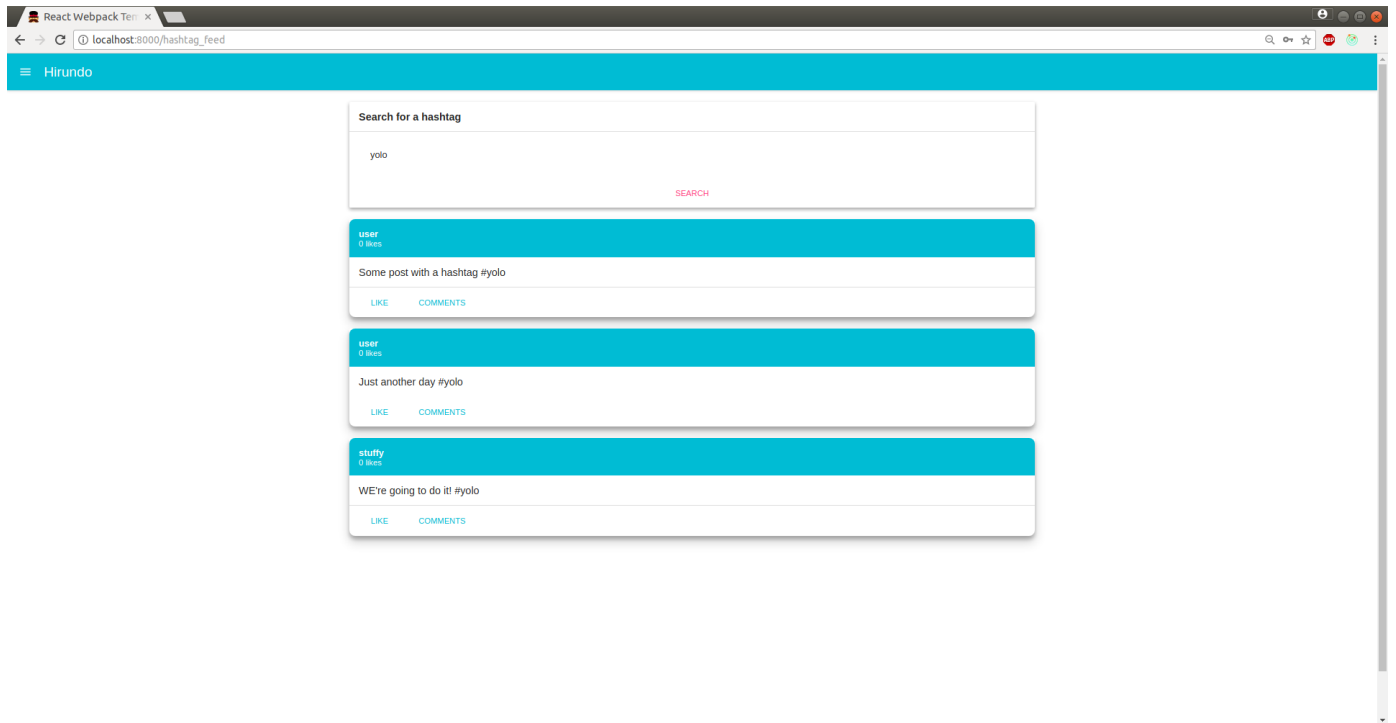 React Webpack Tem
localhost:8000/hashtag_feed
ABP
Hirundo
Search for a hashtag
yolo
SEARCH
user
0 likes
Some post with a hashtag #yolo
LIKE COMMENTS
user
0 likes
Just another day #yolo
LIKE COMMENTS
stuffy
0 likes
WE're going to do it! #yolo
LIKE COMMENTS